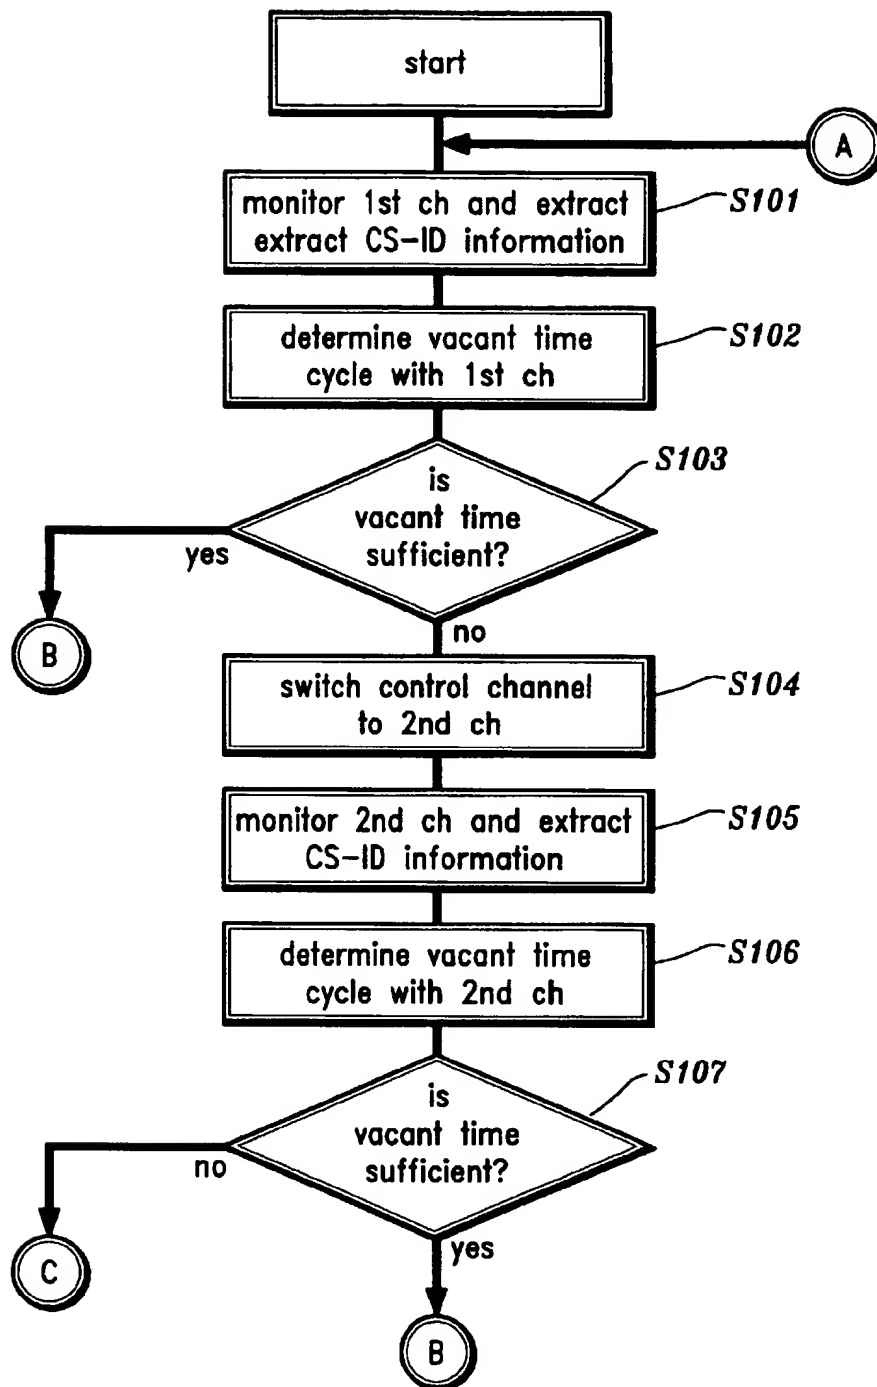 start
A
monitor 1st ch and extract
extract CS-ID information
S101
determine vacant time
cycle with 1st ch
S102
is
vacant time
sufficient?
S103
yes
B
no
switch control channel
to 2nd ch
S104
monitor 2nd ch and extract
CS-ID information
S105
determine vacant time
cycle with 2nd ch
S106
is
vacant time
sufficient?
S107
no
C
yes
B